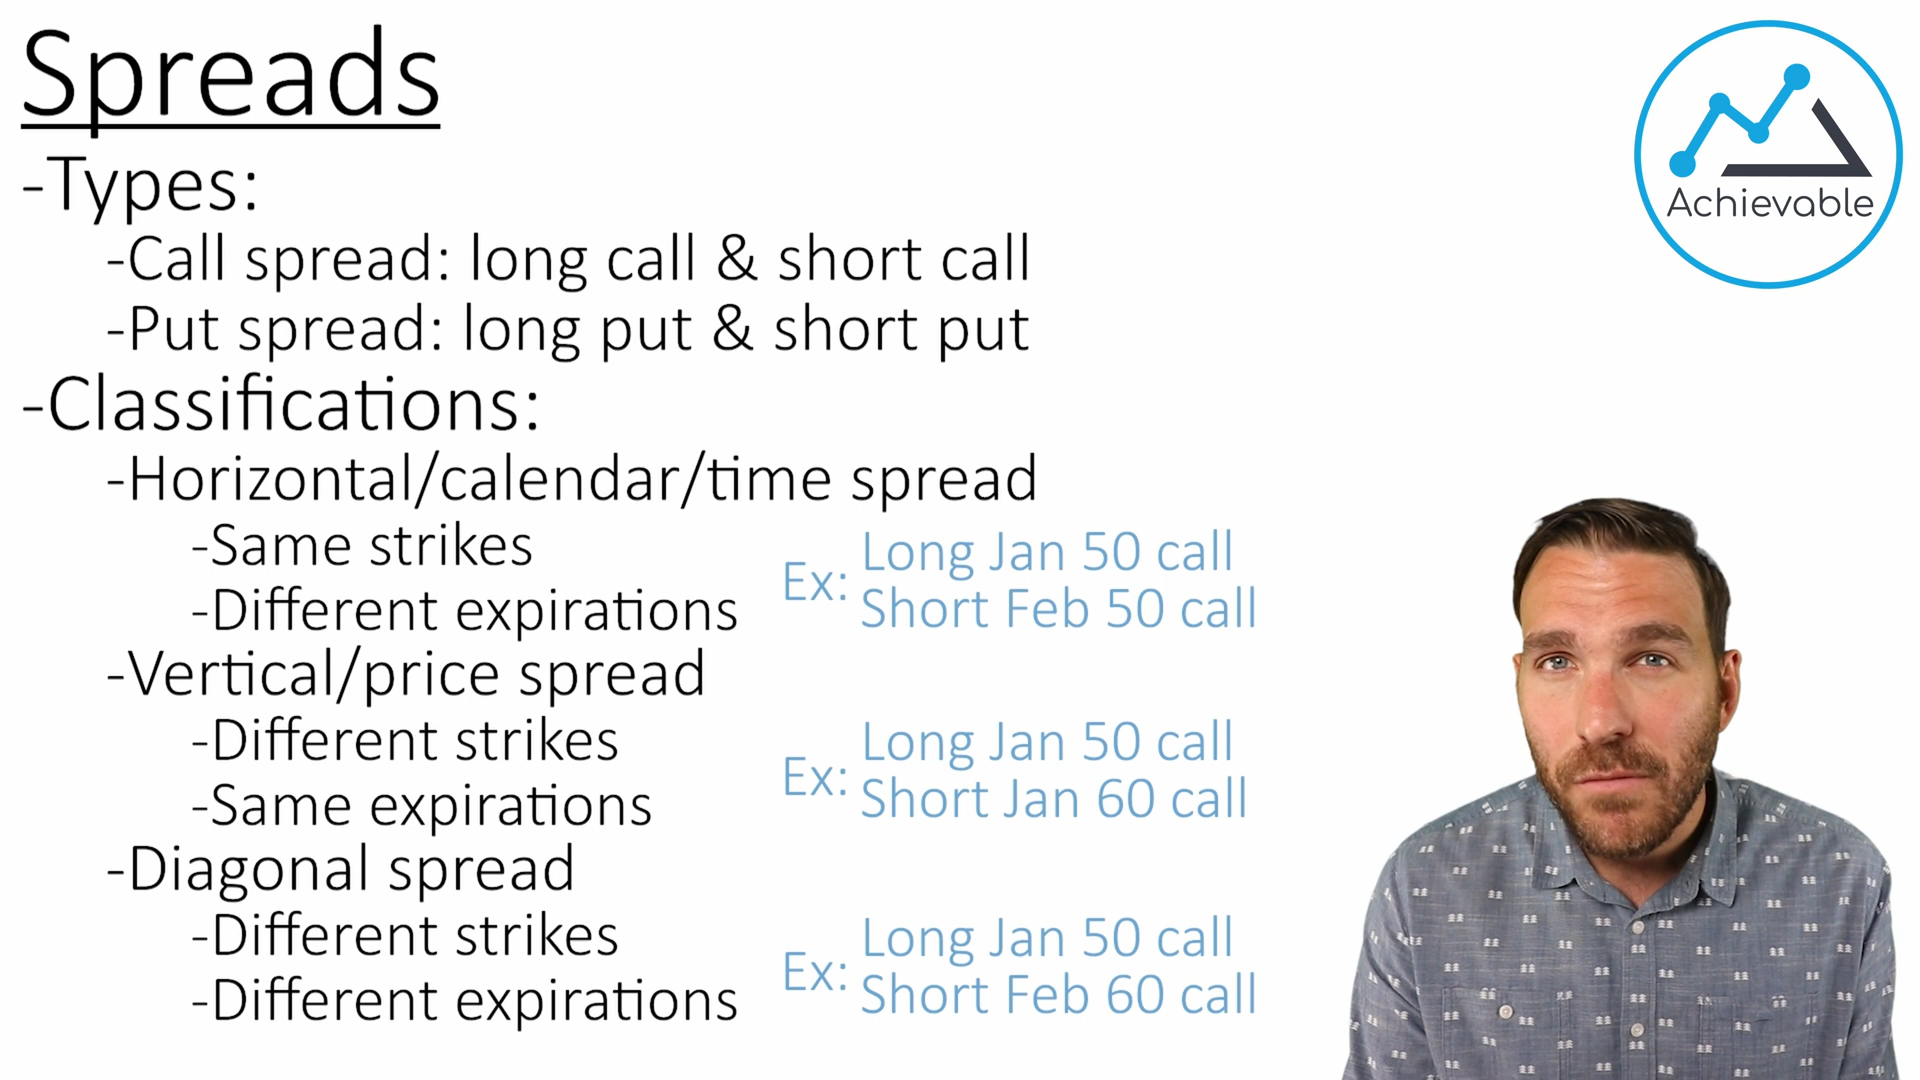 Spreads
Achievable
-Types:
-Call spread: long call & short call
-Put spread: long put & short put
-Classifications:
-Horizontal/calendar/time spread
-Same strikes
-Different expirations
Ex: Long Jan 50 call
Short Feb 50 call
-Vertical/price spread
-Different strikes
-Same expirations
Ex: Long Jan 50 call
Short Jan 60 call
-Diagonal spread
-Different strikes
-Different expirations
Ex: Long Jan 50 call
Short Feb 60 call